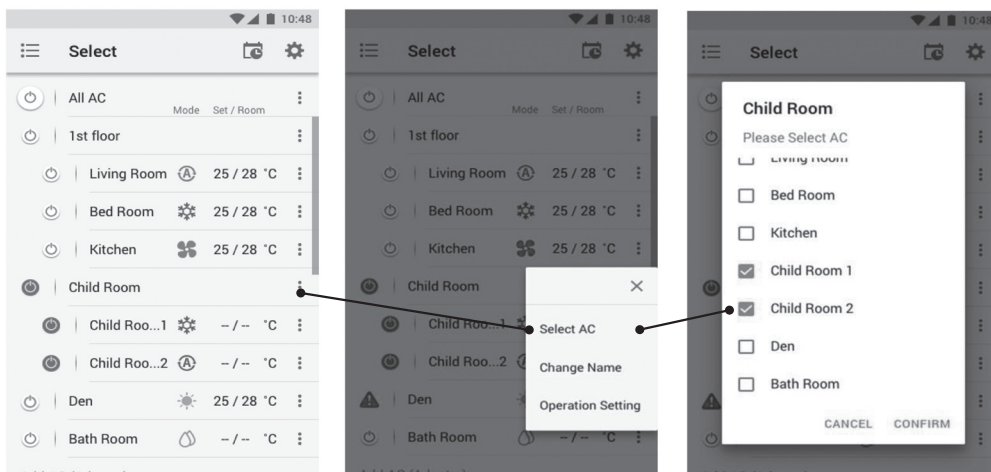 10:48
Select
All AC
Mode Set / Room
1st floor
Living Room 25 / 28 °C
Bed Room 25 / 28 °C
Kitchen 25 / 28 °C
Child Room
Child Roo...1 -- / -- °C
Child Roo...2 -- / -- °C
Den 25 / 28 °C
Bath Room -- / -- °C
10:48
Select
All AC
Mode Set / Room
1st floor
Living Room 25 / 28 °C
Bed Room 25 / 28 °C
Kitchen 25 / 28 °C
Child Room
Child Roo...1
Child Roo...2
Den
Bath Room -- / -- °C
Select AC
Change Name
Operation Setting
10:48
Select
Child Room
Please Select AC
Living Room
Bed Room
Kitchen
Child Room 1
Child Room 2
Den
Bath Room
CANCEL CONFIRM